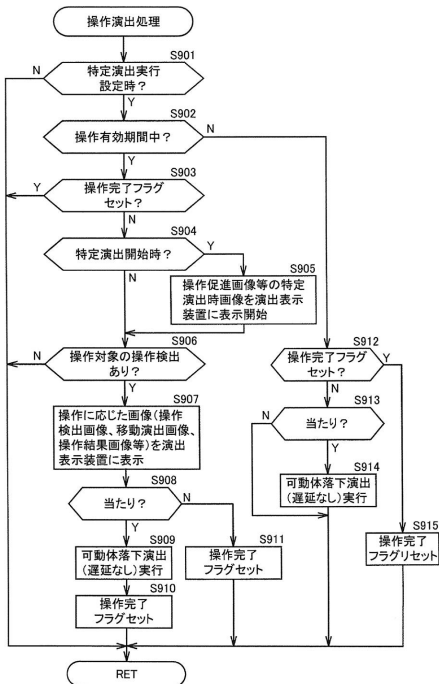 操作演出処理
S901
特定演出実行
設定時？
N
Y
S902
操作有効期間中？
N
Y
S903
操作完了フラグ
セット？
Y
N
S904
特定演出開始時？
Y
N
S905
操作促進画像等の特定
演出時画像を演出表示
装置に表示開始
S906
操作対象の操作検出
あり？
N
Y
S907
操作に応じた画像（操作
検出画像、移動演出画像、
操作結果画像等）を演出
表示装置に表示
S908
当たり？
N
Y
S909
可動体落下演出
（遅延なし）実行
S910
操作完了
フラグセット
S911
操作完了
フラグセット
S912
操作完了フラグ
セット？
Y
N
S913
当たり？
N
Y
S914
可動体落下演出
（遅延なし）実行
S915
操作完了
フラグリセット
RET